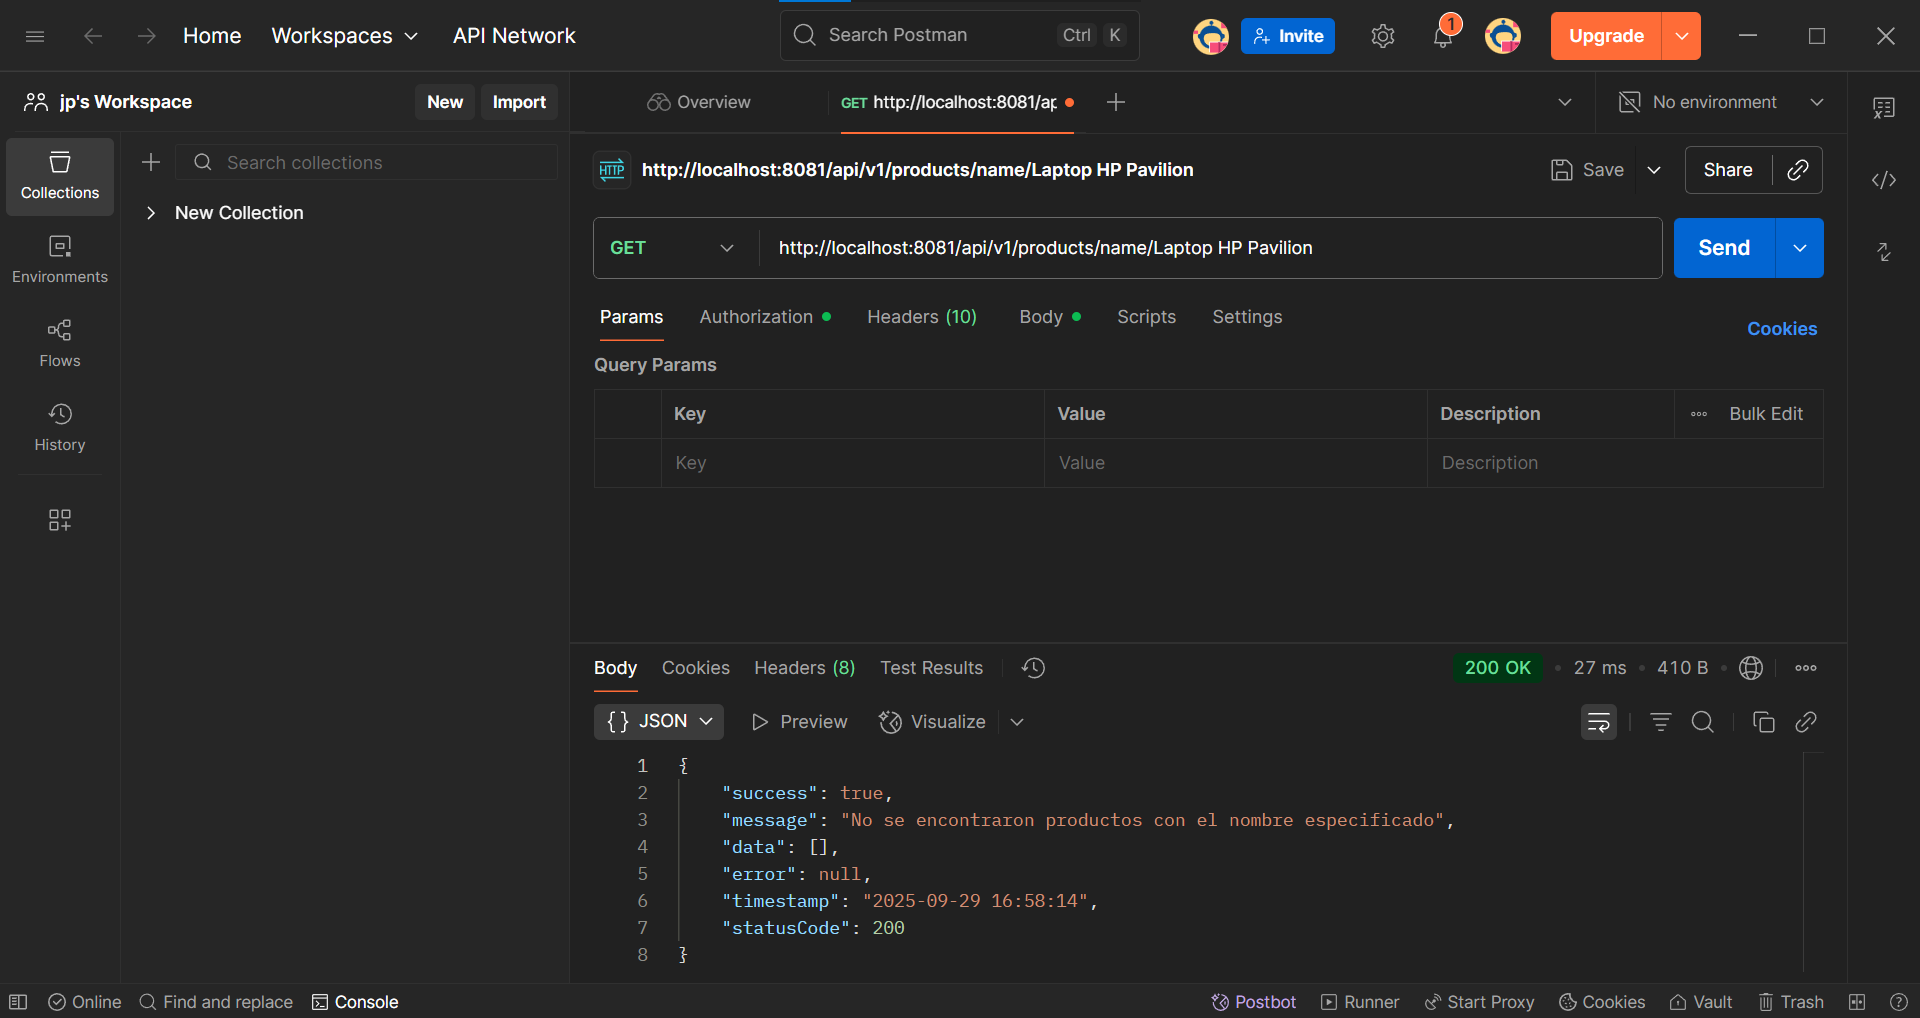 Home
Workspaces
API Network
Search Postman
Ctrl
K
Invite
1
Upgrade
jp's Workspace
New
Import
Overview
GET http://localhost:8081/ap
No environment
Collections
Search collections
http://localhost:8081/api/v1/products/name/Laptop HP Pavilion
Save
Share
New Collection
Environments
GET
http://localhost:8081/api/v1/products/name/Laptop HP Pavilion
Send
Params
Authorization
Headers (10)
Body
Scripts
Settings
Cookies
Flows
Query Params
Key
Value
Description
Bulk Edit
History
Key
Value
Description
Body
Cookies
Headers (8)
Test Results
200 OK
27 ms
410 B
{ } JSON
Preview
Visualize
1 {
2 "success": true,
3 "message": "No se encontraron productos con el nombre especificado",
4 "data": [],
5 "error": null,
6 "timestamp": "2025-09-29 16:58:14",
7 "statusCode": 200
8 }
Online
Find and replace
Console
Postbot
Runner
Start Proxy
Cookies
Vault
Trash